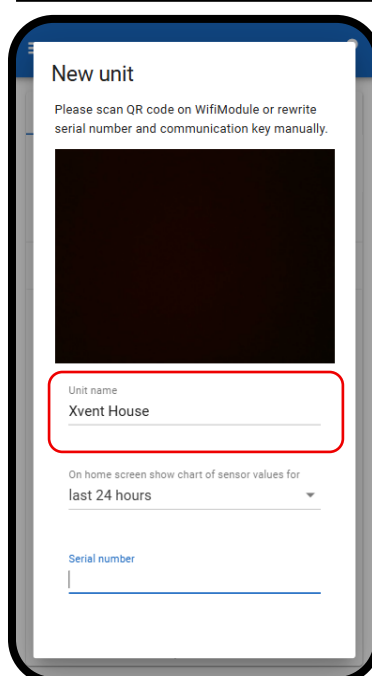 New unit
Please scan QR code on WifiModule or rewrite
serial number and communication key manually.
Unit name
Xvent House
On home screen show chart of sensor values for
last 24 hours
Serial number